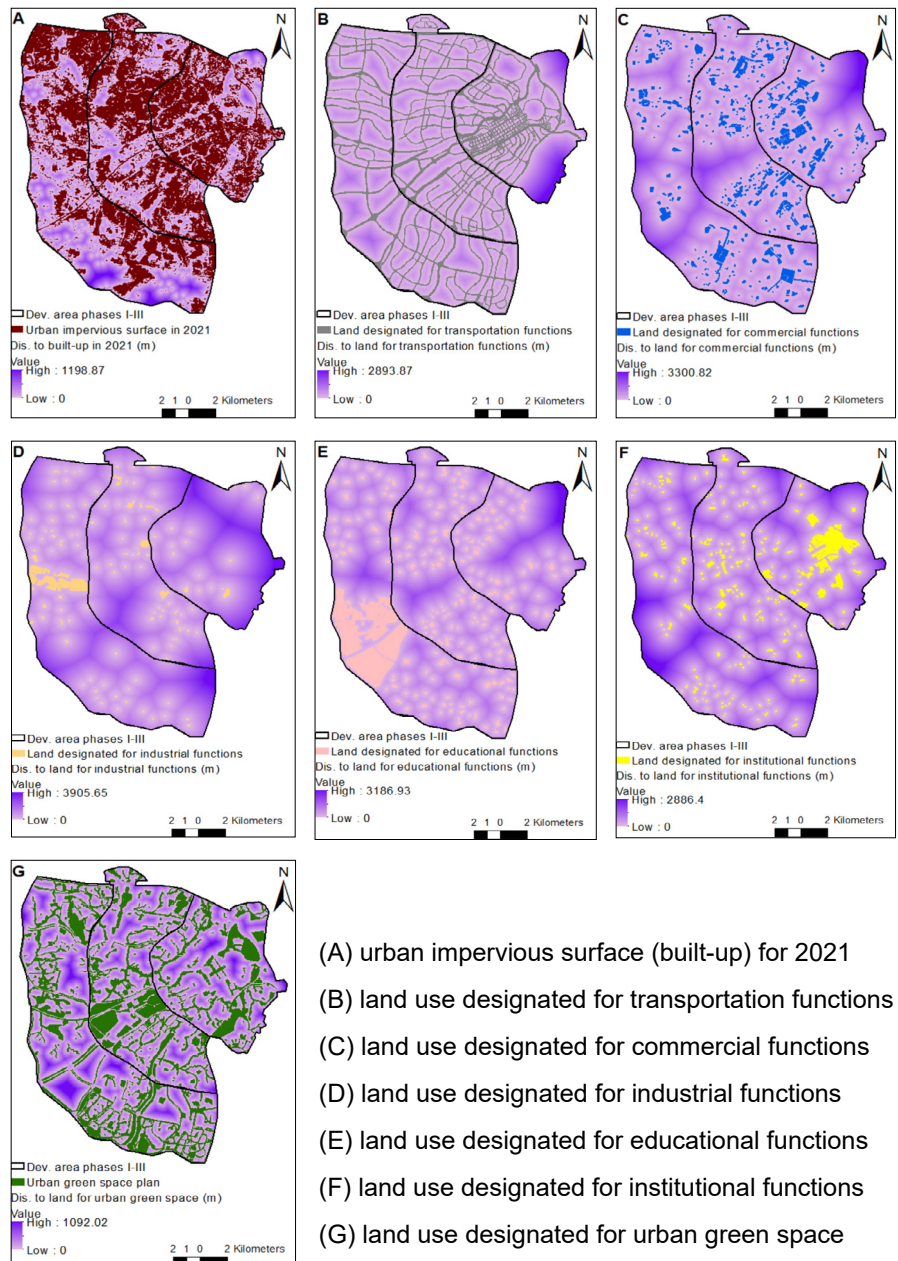 A
N
Dev. area phases I-III
Urban impervious surface in 2021
Dis. to built-up in 2021 (m)
Value
High : 1198.87
Low : 0
2 1 0 2 Kilometers
B
N
Dev. area phases I-III
Land designated for transportation functions
Dis. to land for transportation functions (m)
Value
High : 2893.87
Low : 0
2 1 0 2 Kilometers
C
N
Dev. area phases I-III
Land designated for commercial functions
Dis. to land for commercial functions (m)
Value
High : 3300.82
Low : 0
2 1 0 2 Kilometers
D
N
Dev. area phases I-III
Land designated for industrial functions
Dis. to land for industrial functions (m)
Value
High : 3905.65
Low : 0
2 1 0 2 Kilometers
E
N
Dev. area phases I-III
Land designated for educational functions
Dis. to land for educational functions (m)
Value
High : 3186.93
Low : 0
2 1 0 2 Kilometers
F
N
Dev. area phases I-III
Land designated for institutional functions
Dis. to land for institutional functions (m)
Value
High : 2886.4
Low : 0
2 1 0 2 Kilometers
G
N
Dev. area phases I-III
Urban green space plan
Dis. to land for urban green space (m)
Value
High : 1092.02
Low : 0
2 1 0 2 Kilometers
(A) urban impervious surface (built-up) for 2021
(B) land use designated for transportation functions
(C) land use designated for commercial functions
(D) land use designated for industrial functions
(E) land use designated for educational functions
(F) land use designated for institutional functions
(G) land use designated for urban green space